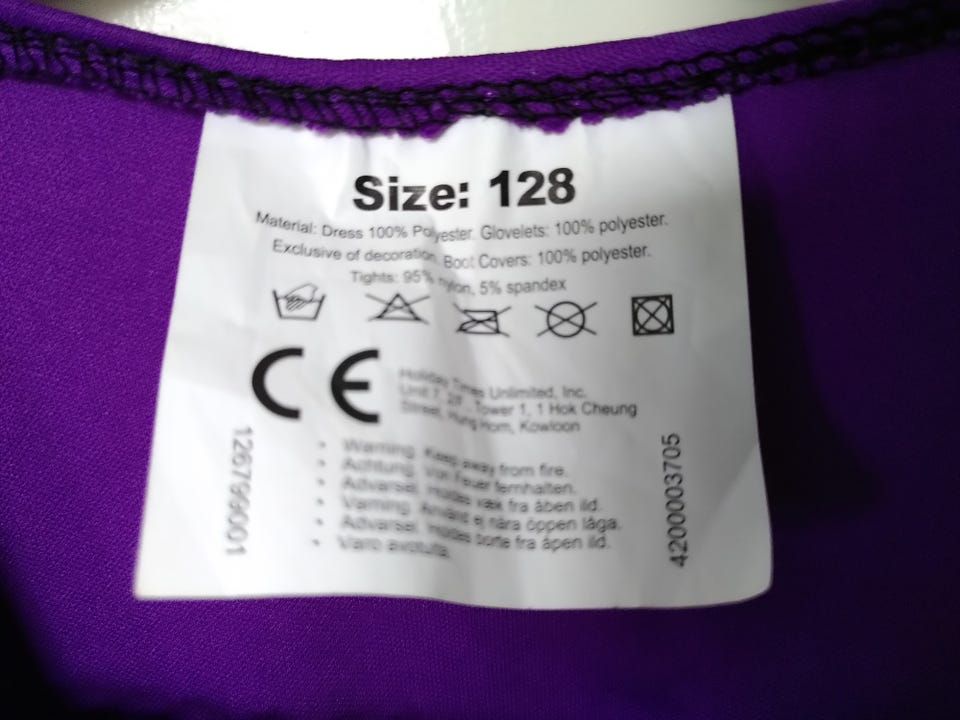 Size: 128
Material: Dress 100% Polyester. Glovelets: 100% polyester.
Exclusive of decoration. Boot Covers: 100% polyester.
Tights: 95% nylon, 5% spandex
CE
Holiday Times Unlimited, Inc.
Unit 7, 2/F., Tower 1, 1 Hok Cheung
Street, Hung Hom, Kowloon
• Warning. Keep away from fire.
• Achtung. Von Feuer fernhalten.
• Advarsel. Holdes væk fra åben ild.
• Varning. Använd ej nära öppen låga.
• Advarsel. Holdes borte fra åpen ild.
• Varo avotulta.
4200003705